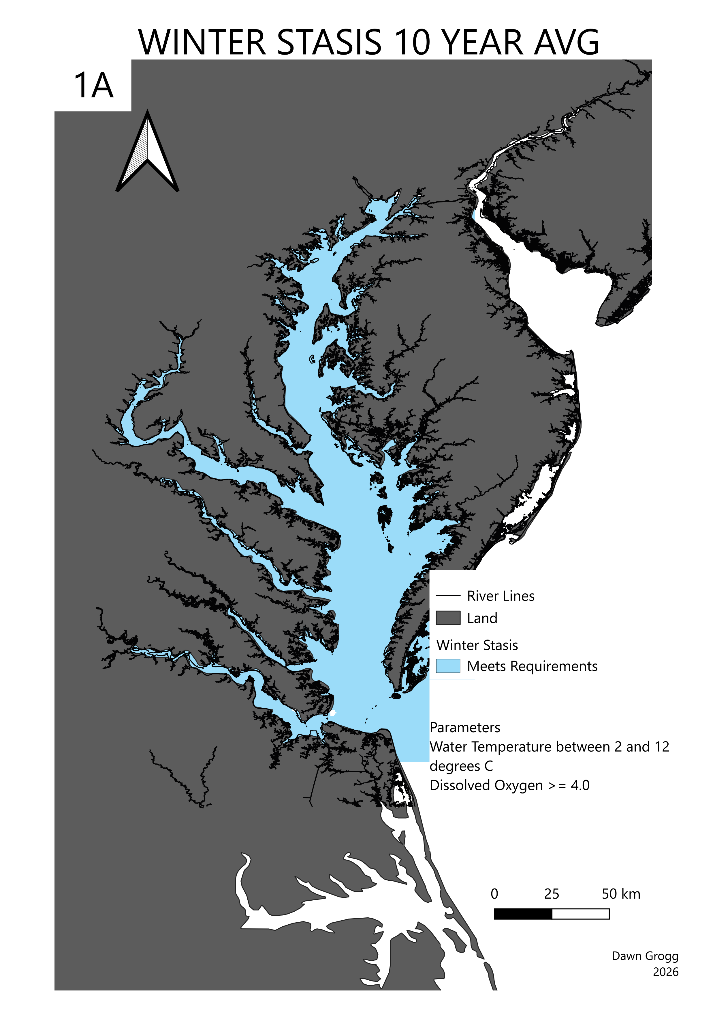 WINTER STASIS 10 YEAR AVG
1A
River Lines
Land
Winter Stasis
Meets Requirements
Parameters
Water Temperature between 2 and 12
degrees C
Dissolved Oxygen >= 4.0
0 25 50 km
Dawn Grogg
2026